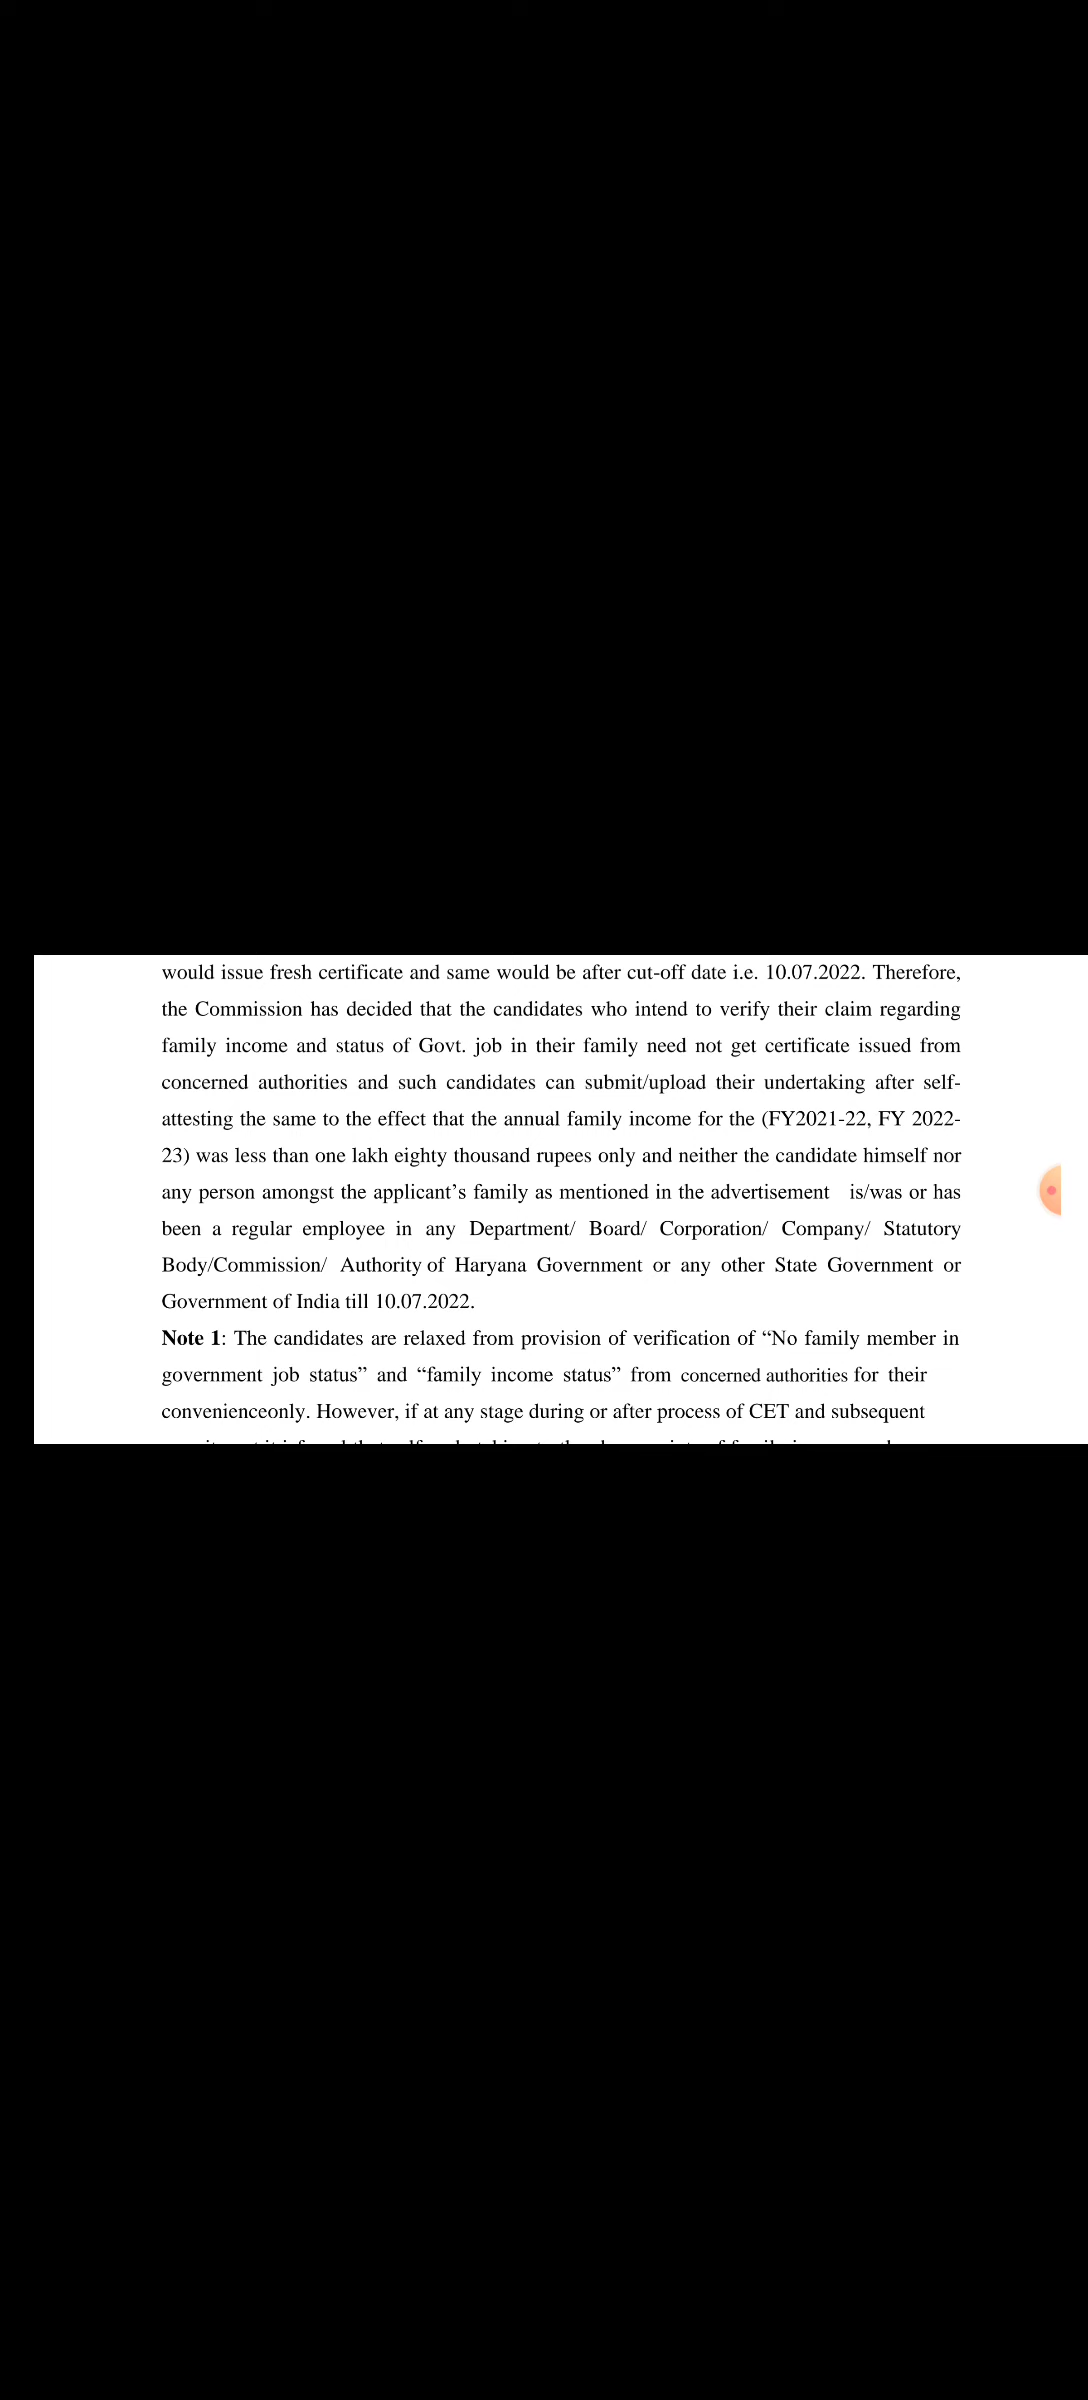 would issue fresh certificate and same would be after cut-off date i.e. 10.07.2022. Therefore,
the Commission has decided that the candidates who intend to verify their claim regarding
family income and status of Govt. job in their family need not get certificate issued from
concerned authorities and such candidates can submit/upload their undertaking after self-
attesting the same to the effect that the annual family income for the (FY2021-22, FY 2022-
23) was less than one lakh eighty thousand rupees only and neither the candidate himself nor
any person amongst the applicant's family as mentioned in the advertisement is/was or has
been a regular employee in any Department/ Board/ Corporation/ Company/ Statutory
Body/Commission/ Authority of Haryana Government or any other State Government or
Government of India till 10.07.2022.
Note 1: The candidates are relaxed from provision of verification of “No family member in
government job status” and “family income status” from concerned authorities for their
convenienceonly. However, if at any stage during or after process of CET and subsequent